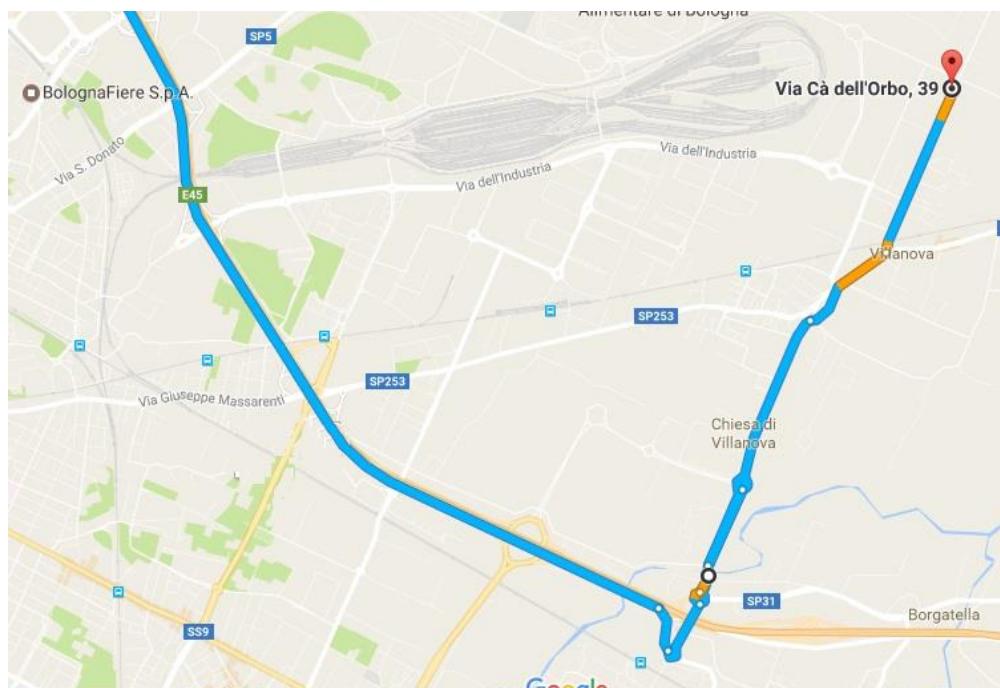 Alimentare di Bologna
SP5
BolognaFiere S.p.A.
Via Cà dell'Orbo, 39
Via S. Donato
Via dell'Industria
Via dell'Industria
E45
Villanova
SP253
SP253
Via Giuseppe Massarenti
Chiesa di
Villanova
SP31
Borgatella
SS9
Google